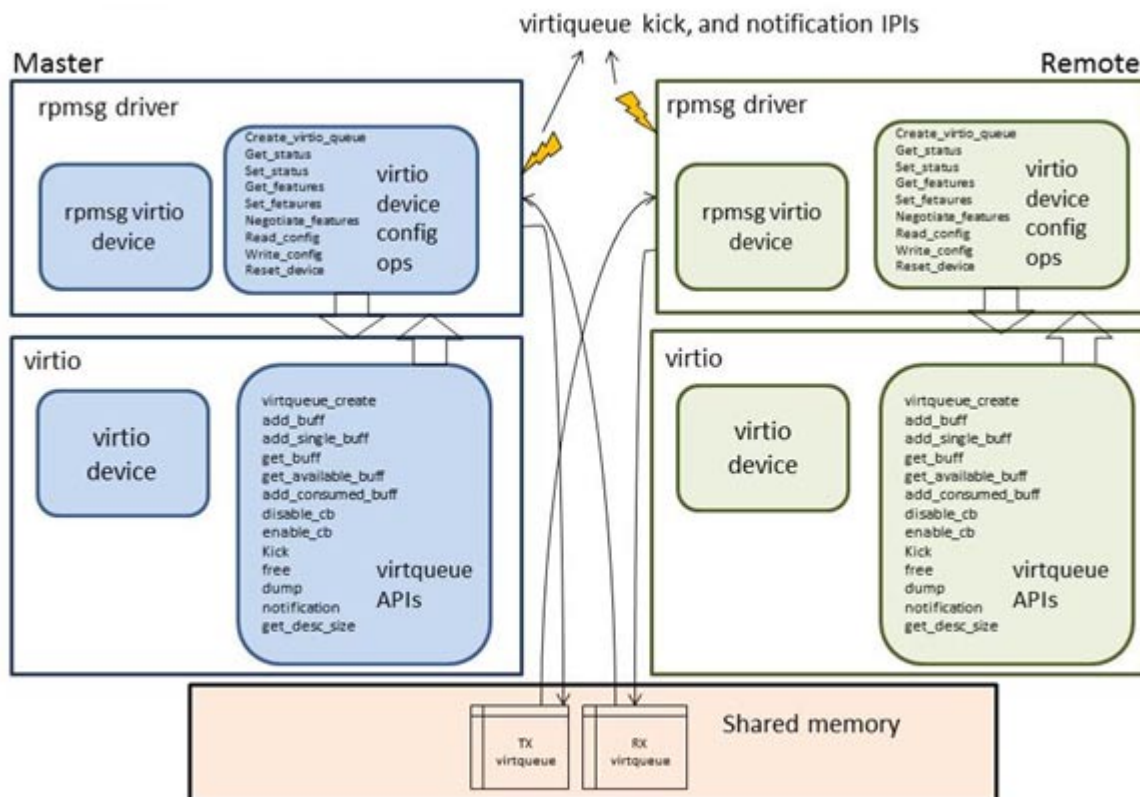 virtiqueue kick, and notification IPIs
Master
Remote
rpmsg driver
Create_virtio_queue
Get_status
Set_status
Get_features
Set_fetaures
Negotiate_features
Read_config
Write_config
Reset_device
virtio
device
config
ops
rpmsg virtio
device
rpmsg driver
Create_virtio_queue
Get_status
Set_status
Get_features
Set_fetaures
Negotiate_features
Read_config
Write_config
Reset_device
virtio
device
config
ops
rpmsg virtio
device
virtio
virtio
device
virtqueue_create
add_buff
add_single_buff
get_buff
get_available_buff
add_consumed_buff
disable_cb
enable_cb
Kick
free
dump
notification
get_desc_size
virtqueue
APIs
virtio
virtio
device
virtqueue_create
add_buff
add_single_buff
get_buff
get_available_buff
add_consumed_buff
disable_cb
enable_cb
Kick
free
dump
notification
get_desc_size
virtqueue
APIs
Shared memory
TX
virtqueue
RX
virtqueue